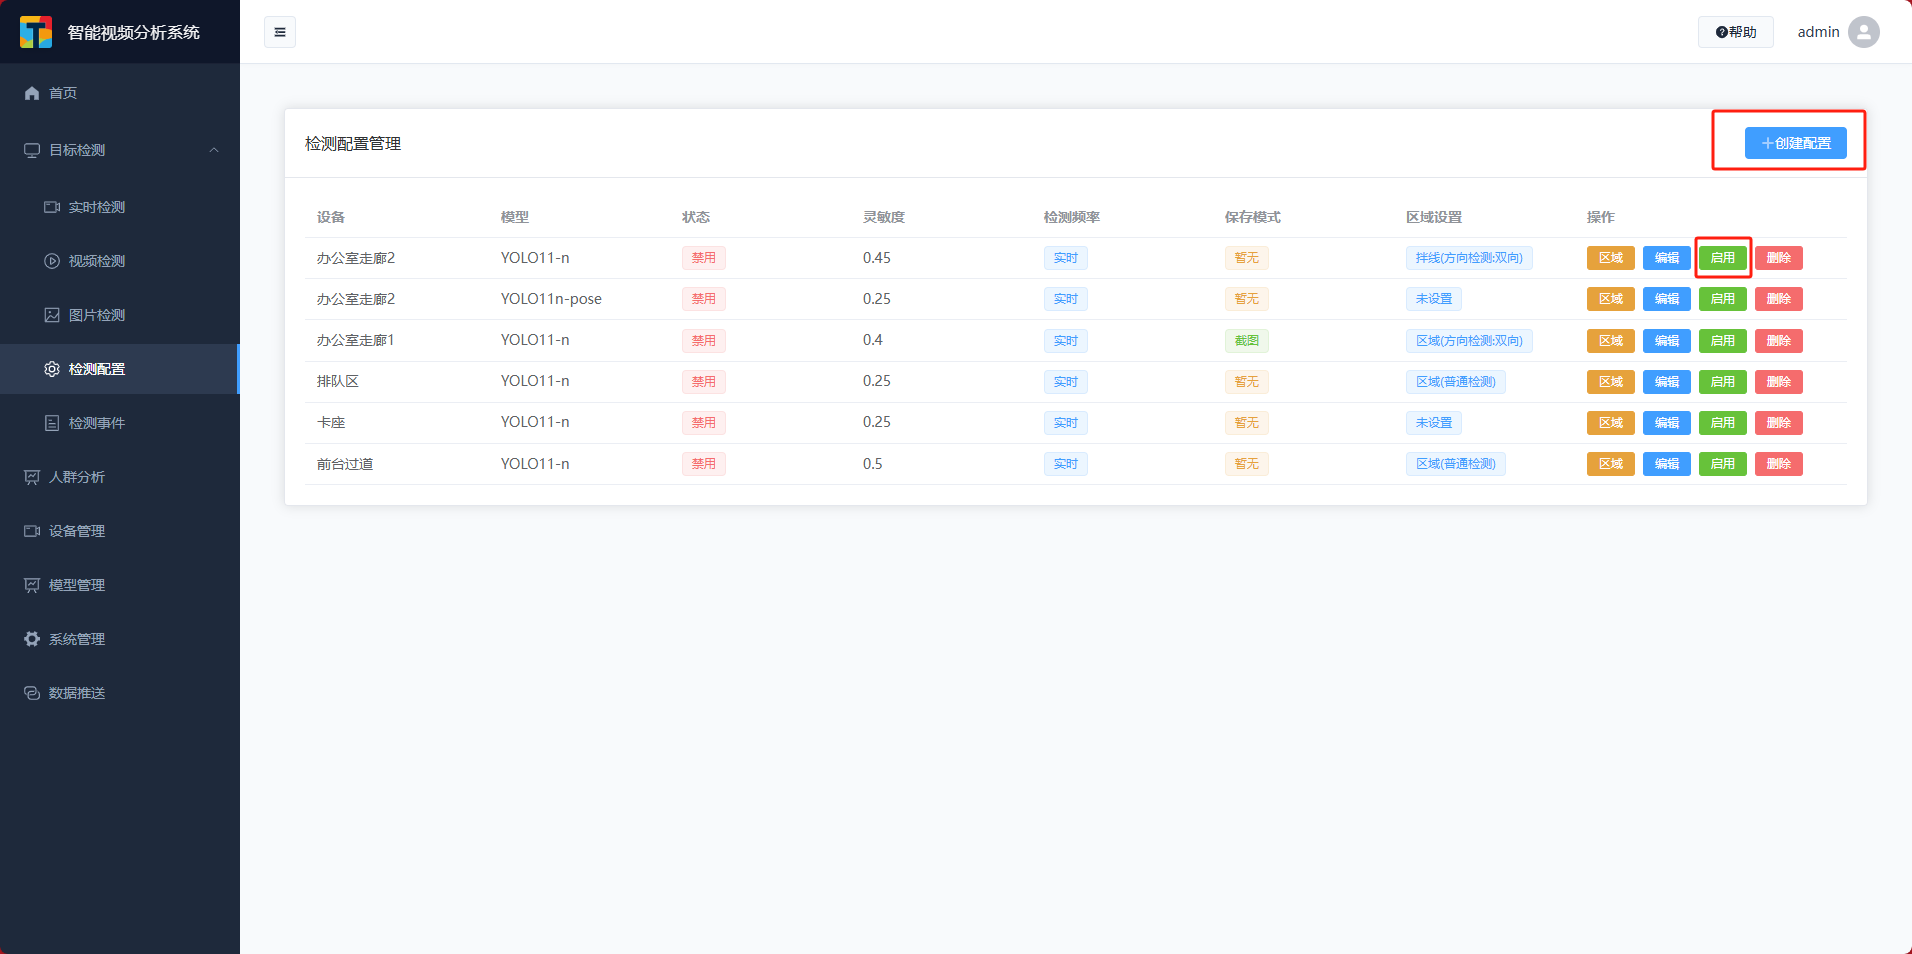 智能视频分析系统
帮助 admin
首页
目标检测
实时检测
视频检测
图片检测
检测配置
检测事件
人群分析
设备管理
模型管理
系统管理
数据推送
检测配置管理
创建配置
设备 模型 状态 灵敏度 检测频率 保存模式 区域设置 操作
办公室走廊2 YOLO11-n 禁用 0.45 实时 暂无 拌线(方向检测:双向) 区域 编辑 启用 删除
办公室走廊2 YOLO11n-pose 禁用 0.25 实时 暂无 未设置 区域 编辑 启用 删除
办公室走廊1 YOLO11-n 禁用 0.4 实时 截图 区域(方向检测:双向) 区域 编辑 启用 删除
排队区 YOLO11-n 禁用 0.25 实时 暂无 区域(普通检测) 区域 编辑 启用 删除
卡座 YOLO11-n 禁用 0.25 实时 暂无 未设置 区域 编辑 启用 删除
前台过道 YOLO11-n 禁用 0.5 实时 暂无 区域(普通检测) 区域 编辑 启用 删除